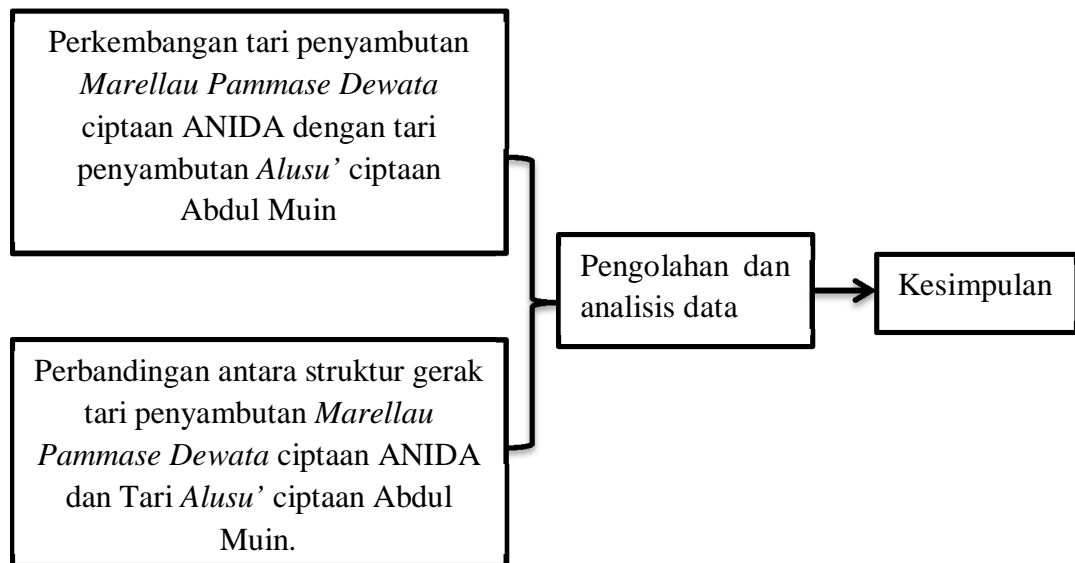 Perkembangan tari penyambutan
Marellau Pammase Dewata
ciptaan ANIDA dengan tari
penyambutan Alusu’ ciptaan
Abdul Muin
Perbandingan antara struktur gerak
tari penyambutan Marellau
Pammase Dewata ciptaan ANIDA
dan Tari Alusu’ ciptaan Abdul
Muin.
Pengolahan dan
analisis data
Kesimpulan